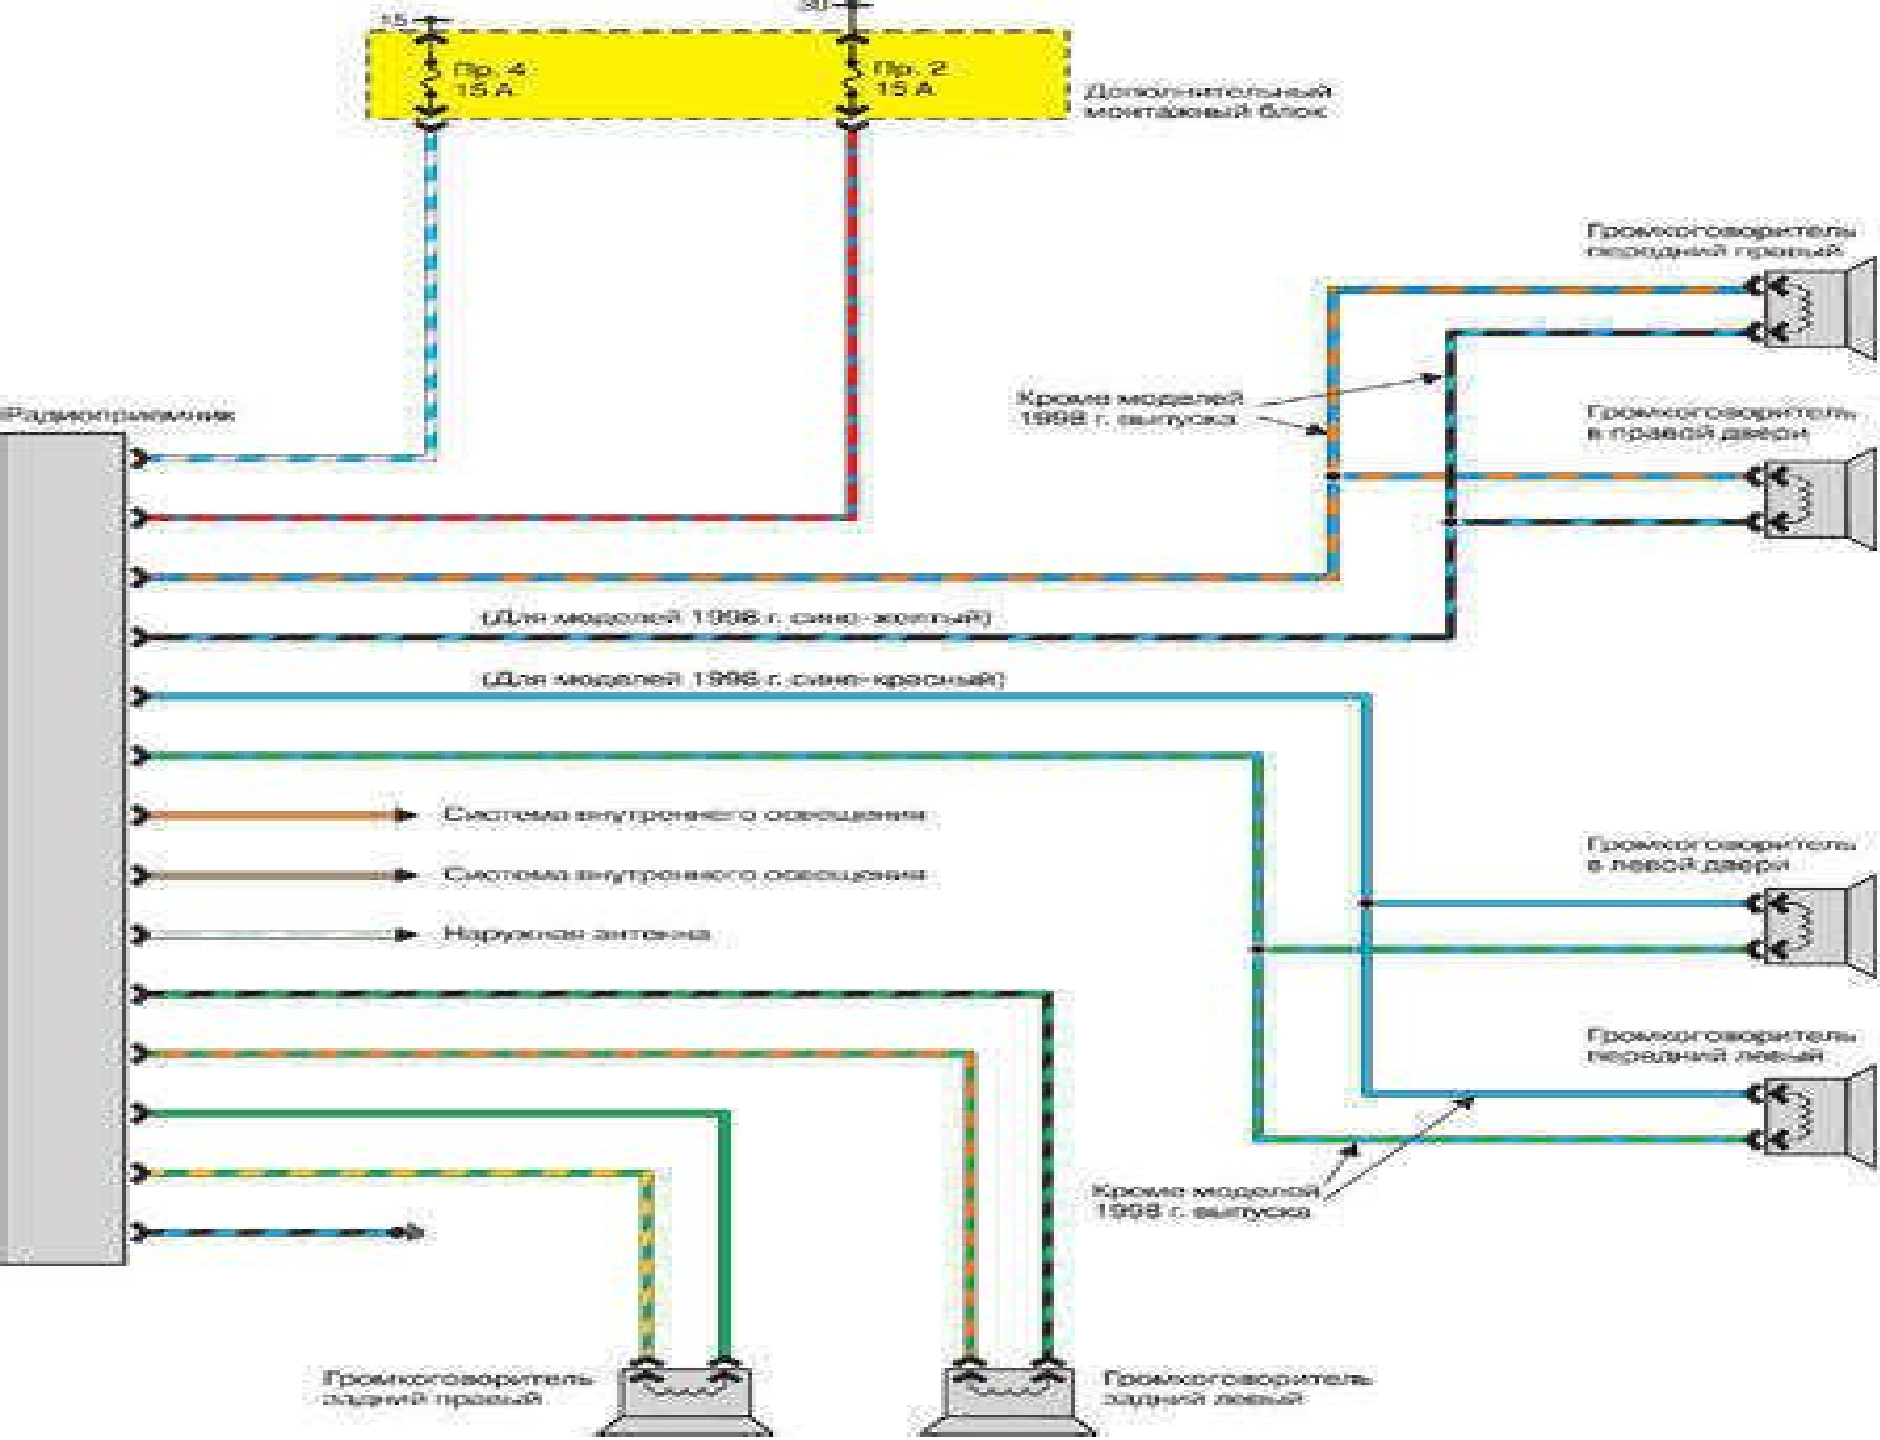 15
30
Пр. 4
15 А
Пр. 2
15 А
Дополнительный
монтажный блок
Громкоговоритель
передний правый
Кроме моделей
1998 г. выпуска
Громкоговоритель
в правой двери
Радиоприемник
(Для моделей 1998 г. сине-желтый)
(Для моделей 1998 г. сине-красный)
Система внутреннего освещения
Система внутреннего освещения
Наружная антенна
Громкоговоритель
в левой двери
Громкоговоритель
передний левый
Кроме моделей
1998 г. выпуска
Громкоговоритель
задний правый
Громкоговоритель
задний левый